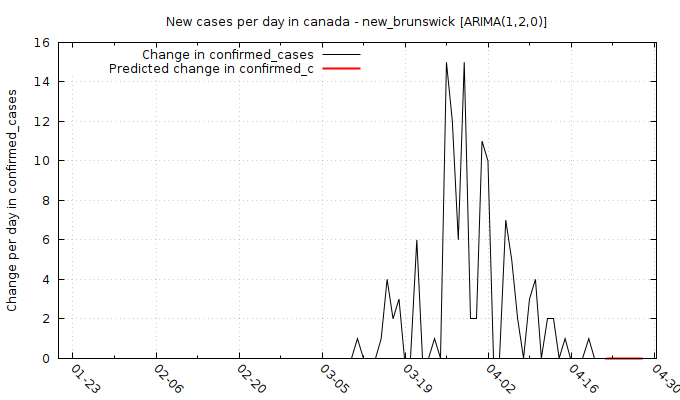 New cases per day in canada - new_brunswick [ARIMA(1,2,0)]
Change in confirmed_cases
Predicted change in confirmed_c
Change per day in confirmed_cases
16
14
12
10
8
6
4
2
0
01-23 02-06 02-20 03-05 03-19 04-02 04-16 04-30